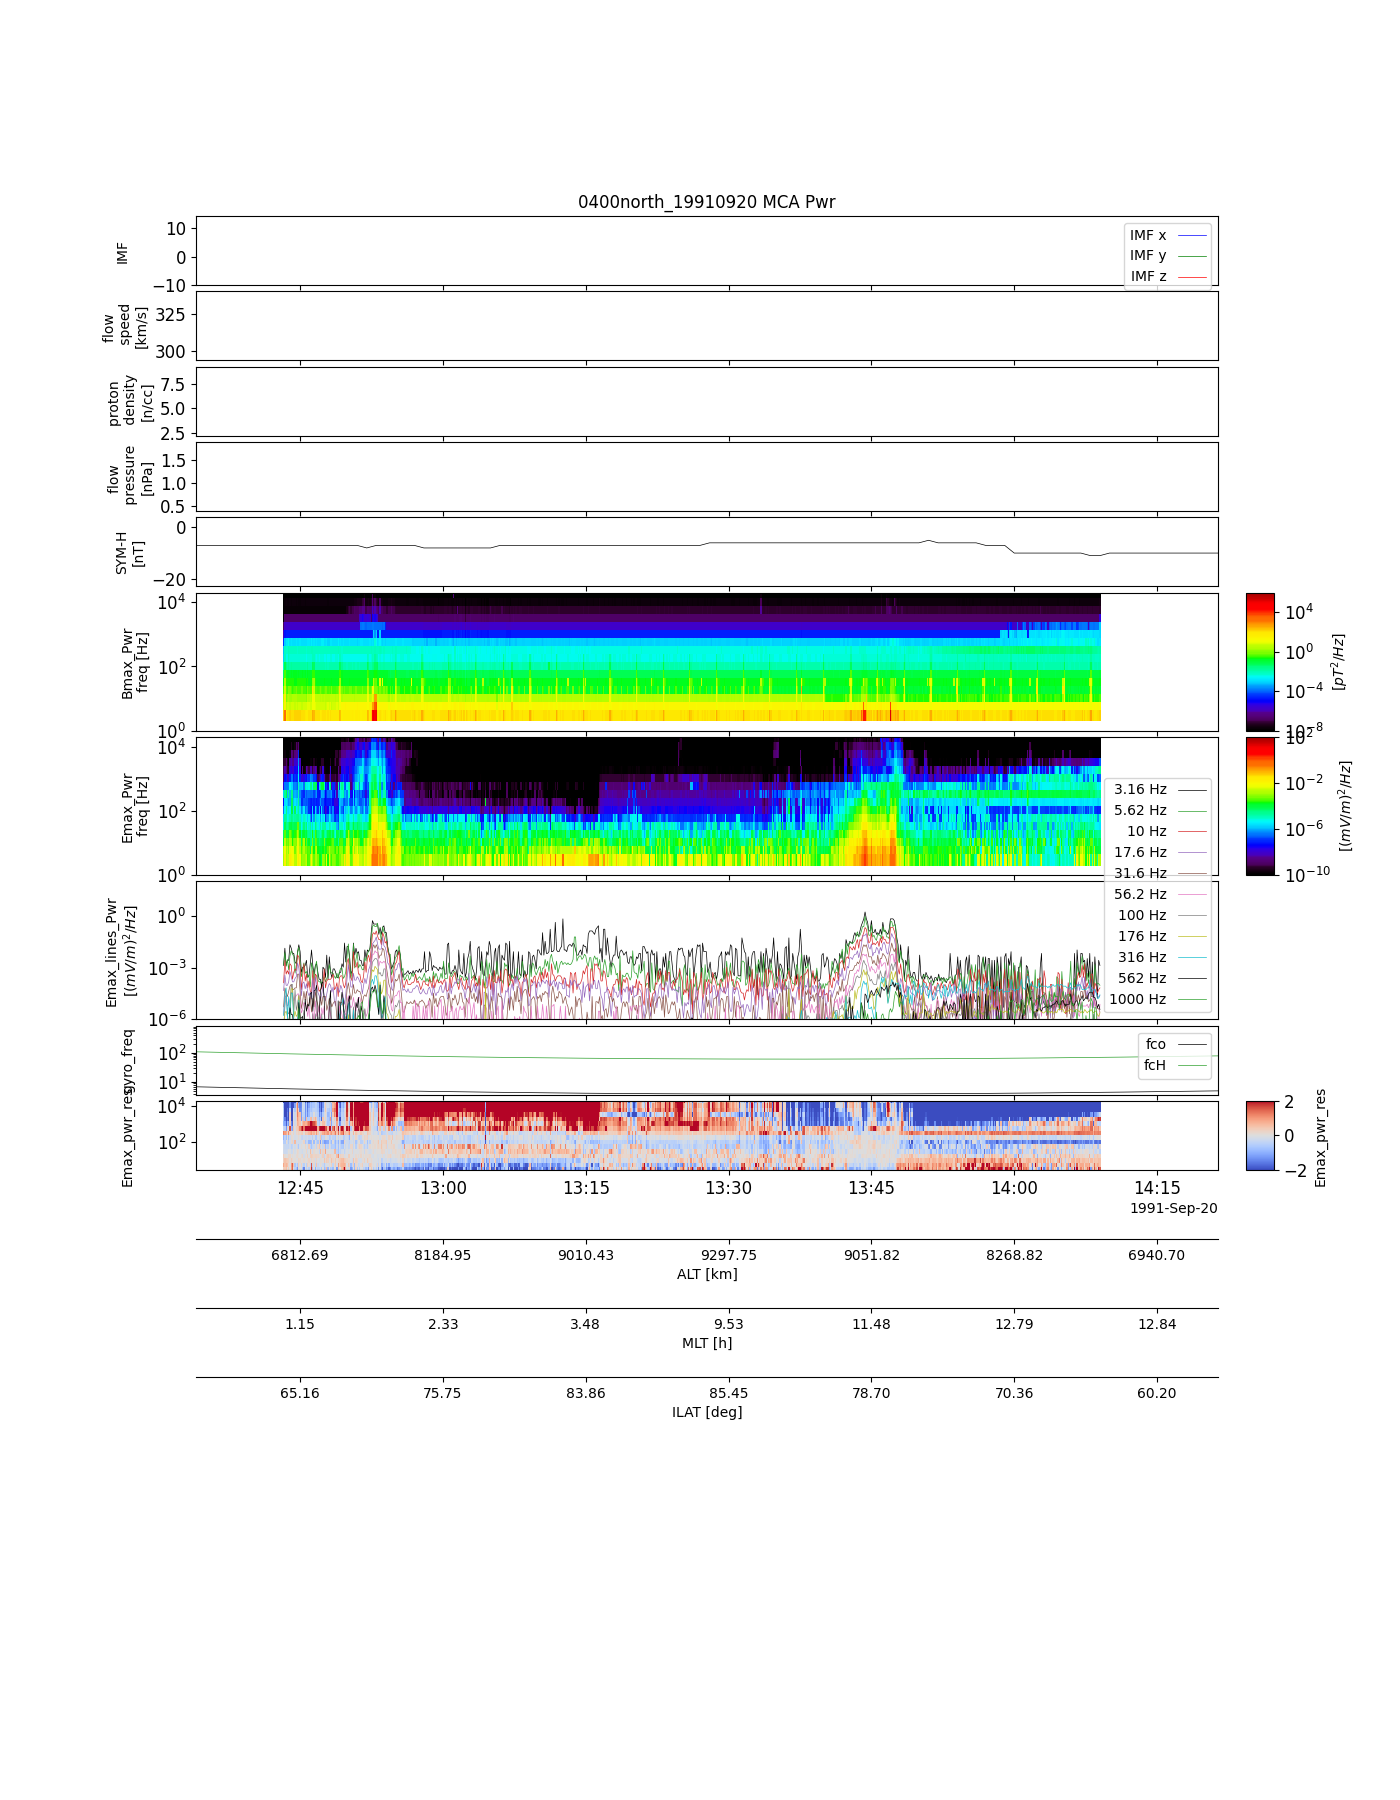 0400north_19910920 MCA Pwr
10
0
−10
IMF
IMF x
IMF y
IMF z
325
300
flow
speed
[km/s]
7.5
5.0
2.5
proton
density
[n/cc]
1.5
1.0
0.5
flow
pressure
[nPa]
0
−20
SYM-H
[nT]
10^4
10^2
10^0
Bmax_Pwr
freq [Hz]
10^4
10^0
10^−4
10^−8
[pT^2/Hz]
10^4
10^2
10^0
Emax_Pwr
freq [Hz]
10^2
10^−2
10^−6
10^−10
[(mV/m)^2/Hz]
3.16 Hz
5.62 Hz
10 Hz
17.6 Hz
31.6 Hz
56.2 Hz
100 Hz
176 Hz
316 Hz
562 Hz
1000 Hz
10^0
10^−3
10^−6
Emax_lines_Pwr
[(mV/m)^2/Hz]
10^2
10^1
gyro_freq
fco
fcH
10^4
10^2
Emax_pwr_res
2
0
−2
Emax_pwr_res
12:45 13:00 13:15 13:30 13:45 14:00 14:15
1991-Sep-20
6812.69 8184.95 9010.43 9297.75 9051.82 8268.82 6940.70
ALT [km]
1.15 2.33 3.48 9.53 11.48 12.79 12.84
MLT [h]
65.16 75.75 83.86 85.45 78.70 70.36 60.20
ILAT [deg]